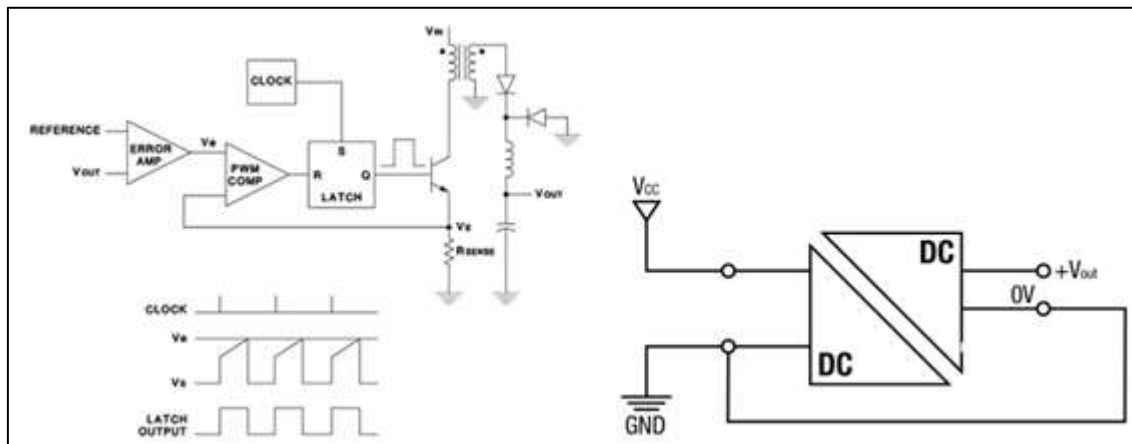 VIN
CLOCK
REFERENCE
ERROR
AMP
VOUT
Ve
PWM
COMP
S
R Q
LATCH
VOUT
VS
RSENSE
CLOCK
Ve
VS
LATCH
OUTPUT
VCC
DC
+Vout
0V
DC
GND